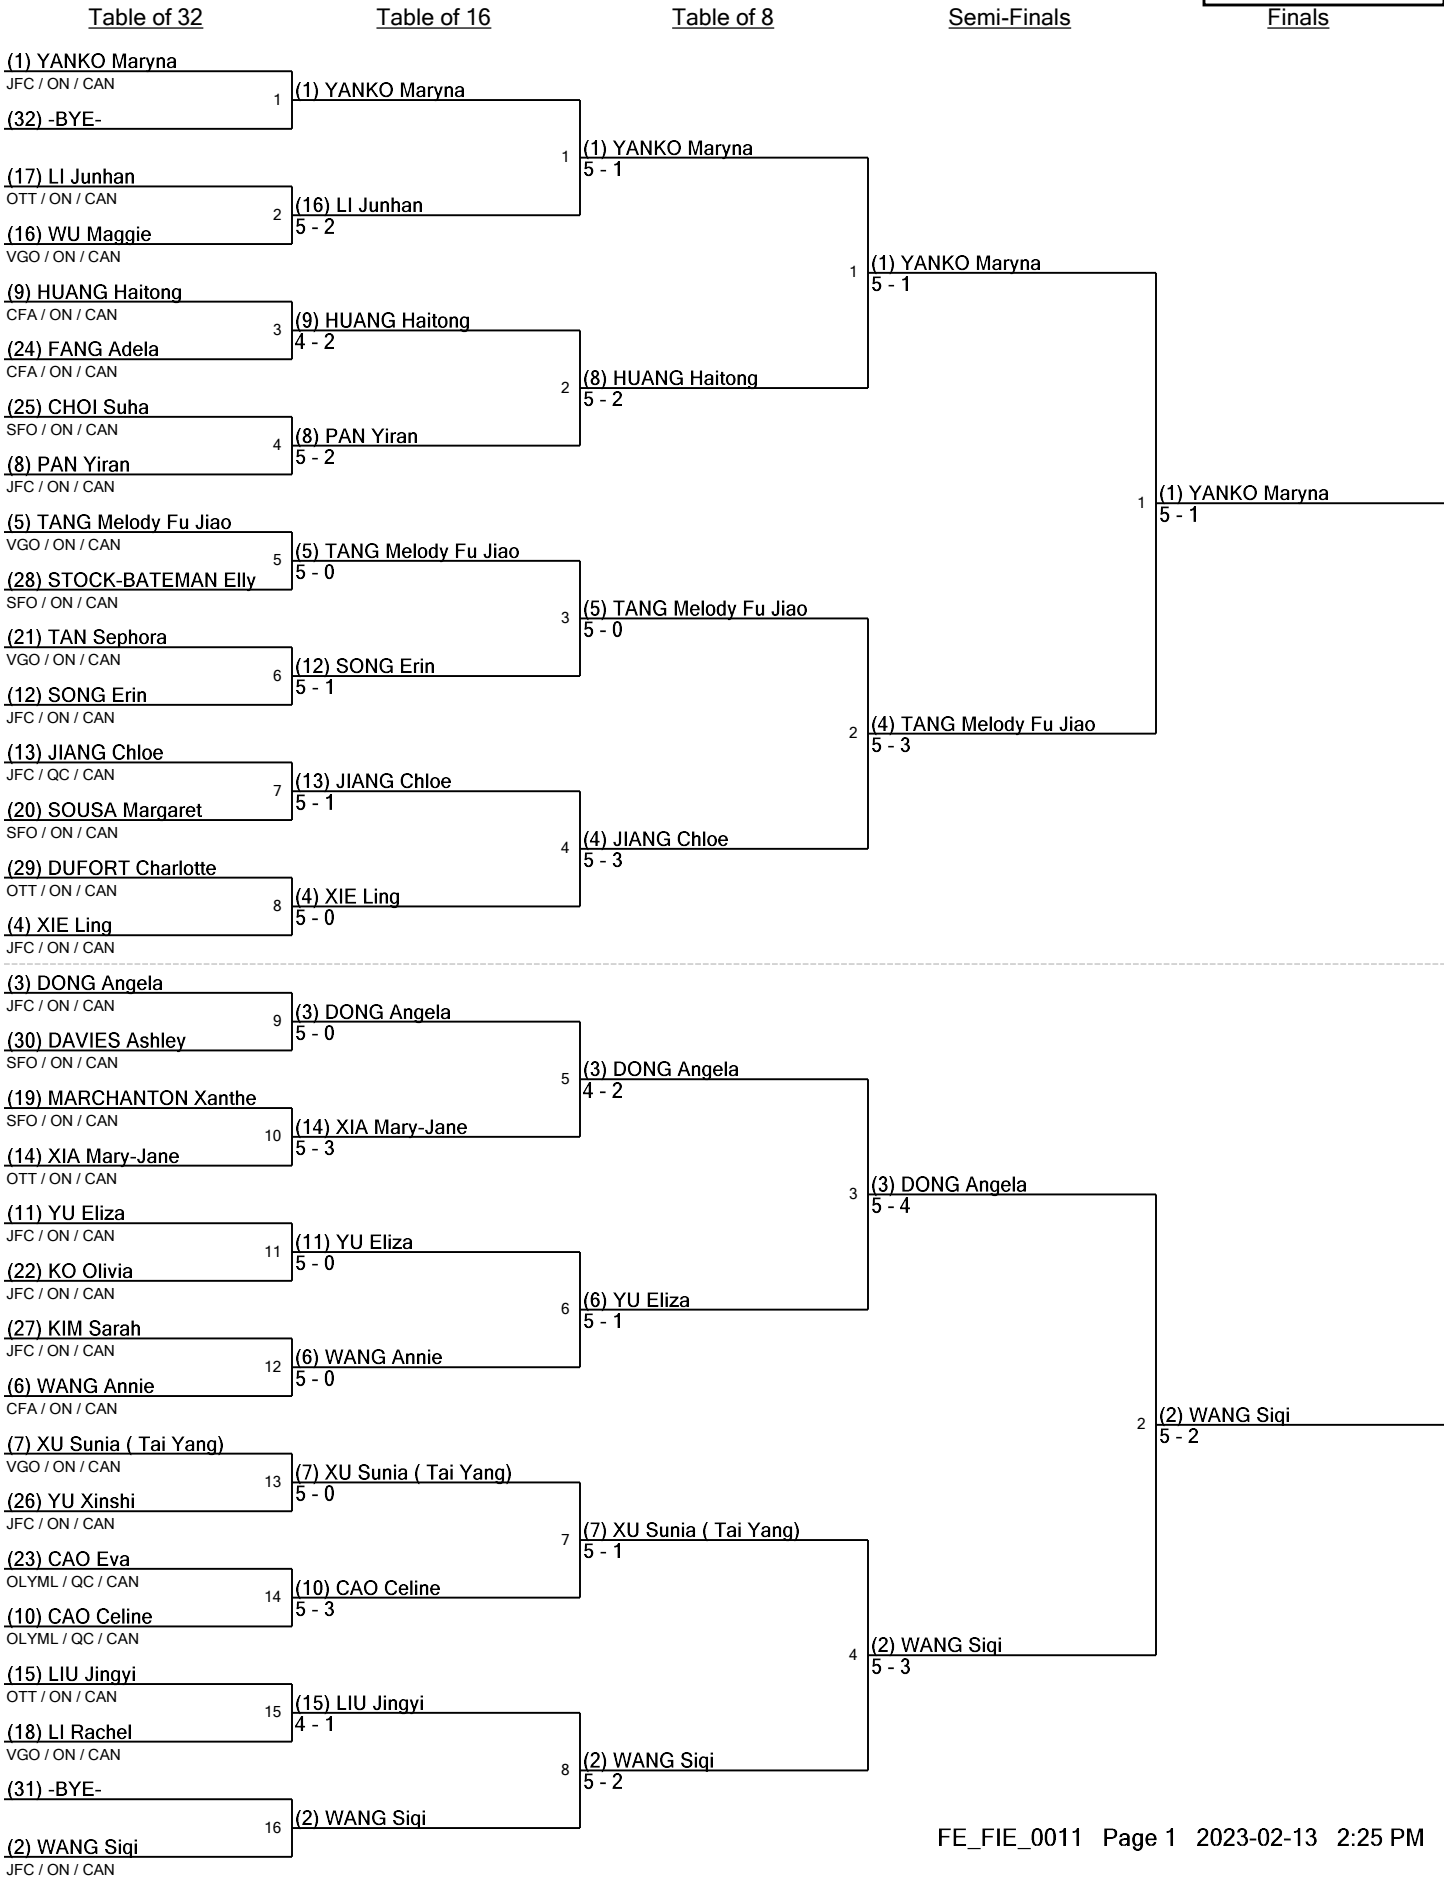 Table of 32
Table of 16
Table of 8
Semi-Finals
Finals
(1) YANKO Maryna
JFC / ON / CAN
(32) -BYE-
(17) LI Junhan
OTT / ON / CAN
(16) WU Maggie
VGO / ON / CAN
(9) HUANG Haitong
CFA / ON / CAN
(24) FANG Adela
CFA / ON / CAN
(25) CHOI Suha
SFO / ON / CAN
(8) PAN Yiran
JFC / ON / CAN
(5) TANG Melody Fu Jiao
VGO / ON / CAN
(28) STOCK-BATEMAN Elly
SFO / ON / CAN
(21) TAN Sephora
VGO / ON / CAN
(12) SONG Erin
JFC / ON / CAN
(13) JIANG Chloe
JFC / QC / CAN
(20) SOUSA Margaret
SFO / ON / CAN
(29) DUFORT Charlotte
OTT / ON / CAN
(4) XIE Ling
JFC / ON / CAN
(3) DONG Angela
JFC / ON / CAN
(30) DAVIES Ashley
SFO / ON / CAN
(19) MARCHANTON Xanthe
SFO / ON / CAN
(14) XIA Mary-Jane
OTT / ON / CAN
(11) YU Eliza
JFC / ON / CAN
(22) KO Olivia
JFC / ON / CAN
(27) KIM Sarah
JFC / ON / CAN
(6) WANG Annie
CFA / ON / CAN
(7) XU Sunia ( Tai Yang)
VGO / ON / CAN
(26) YU Xinshi
JFC / ON / CAN
(23) CAO Eva
OLYML / QC / CAN
(10) CAO Celine
OLYML / QC / CAN
(15) LIU Jingyi
OTT / ON / CAN
(18) LI Rachel
VGO / ON / CAN
(31) -BYE-
(2) WANG Siqi
JFC / ON / CAN
1 (1) YANKO Maryna
2 (16) LI Junhan
5 - 2
3 (9) HUANG Haitong
4 - 2
4 (8) PAN Yiran
5 - 2
5 (5) TANG Melody Fu Jiao
5 - 0
6 (12) SONG Erin
5 - 1
7 (13) JIANG Chloe
5 - 1
8 (4) XIE Ling
5 - 0
9 (3) DONG Angela
5 - 0
10 (14) XIA Mary-Jane
5 - 3
11 (11) YU Eliza
5 - 0
12 (6) WANG Annie
5 - 0
13 (7) XU Sunia ( Tai Yang)
5 - 0
14 (10) CAO Celine
5 - 3
15 (15) LIU Jingyi
4 - 1
16 (2) WANG Siqi
1 (1) YANKO Maryna
5 - 1
2 (8) HUANG Haitong
5 - 2
3 (5) TANG Melody Fu Jiao
5 - 0
4 (4) JIANG Chloe
5 - 3
5 (3) DONG Angela
4 - 2
6 (6) YU Eliza
5 - 1
7 (7) XU Sunia ( Tai Yang)
5 - 1
8 (2) WANG Siqi
5 - 2
1 (1) YANKO Maryna
5 - 1
2 (4) TANG Melody Fu Jiao
5 - 3
3 (3) DONG Angela
5 - 4
4 (2) WANG Siqi
5 - 3
1 (1) YANKO Maryna
5 - 1
2 (2) WANG Siqi
5 - 2
FE_FIE_0011 Page 1 2023-02-13 2:25 PM